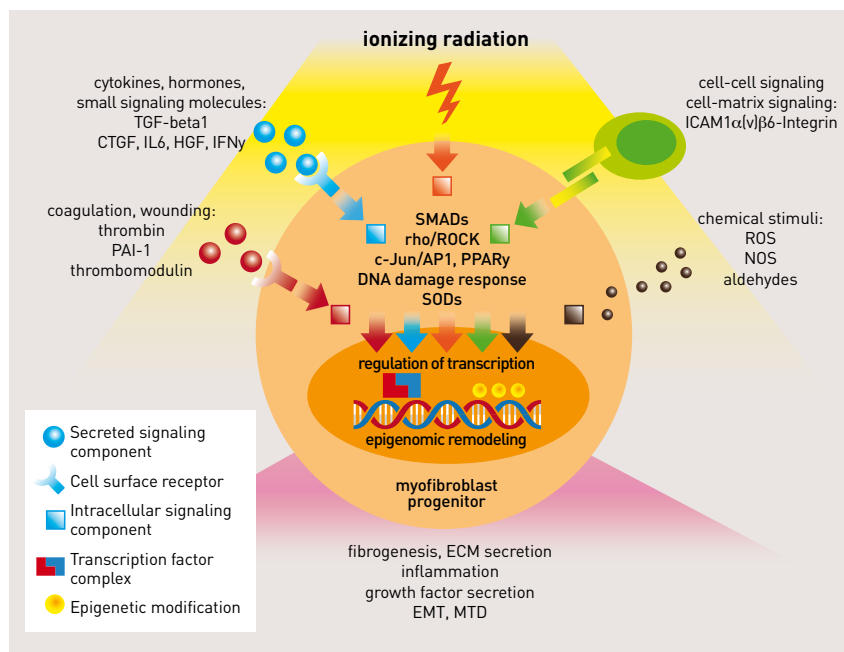 ionizing radiation
cytokines, hormones,
small signaling molecules:
TGF-beta1
CTGF, IL6, HGF, IFNy
cell-cell signaling
cell-matrix signaling:
ICAM1α(v)β6-Integrin
coagulation, wounding:
thrombin
PAI-1
thrombomodulin
chemical stimuli:
ROS
NOS
aldehydes
SMADs
rho/ROCK
c-Jun/AP1, PPARy
DNA damage response
SODs
regulation of transcription
epigenomic remodeling
myofibroblast
progenitor
Secreted signaling
component
Cell surface receptor
Intracellular signaling
component
Transcription factor
complex
Epigenetic modification
fibrogenesis, ECM secretion
inflammation
growth factor secretion
EMT, MTD